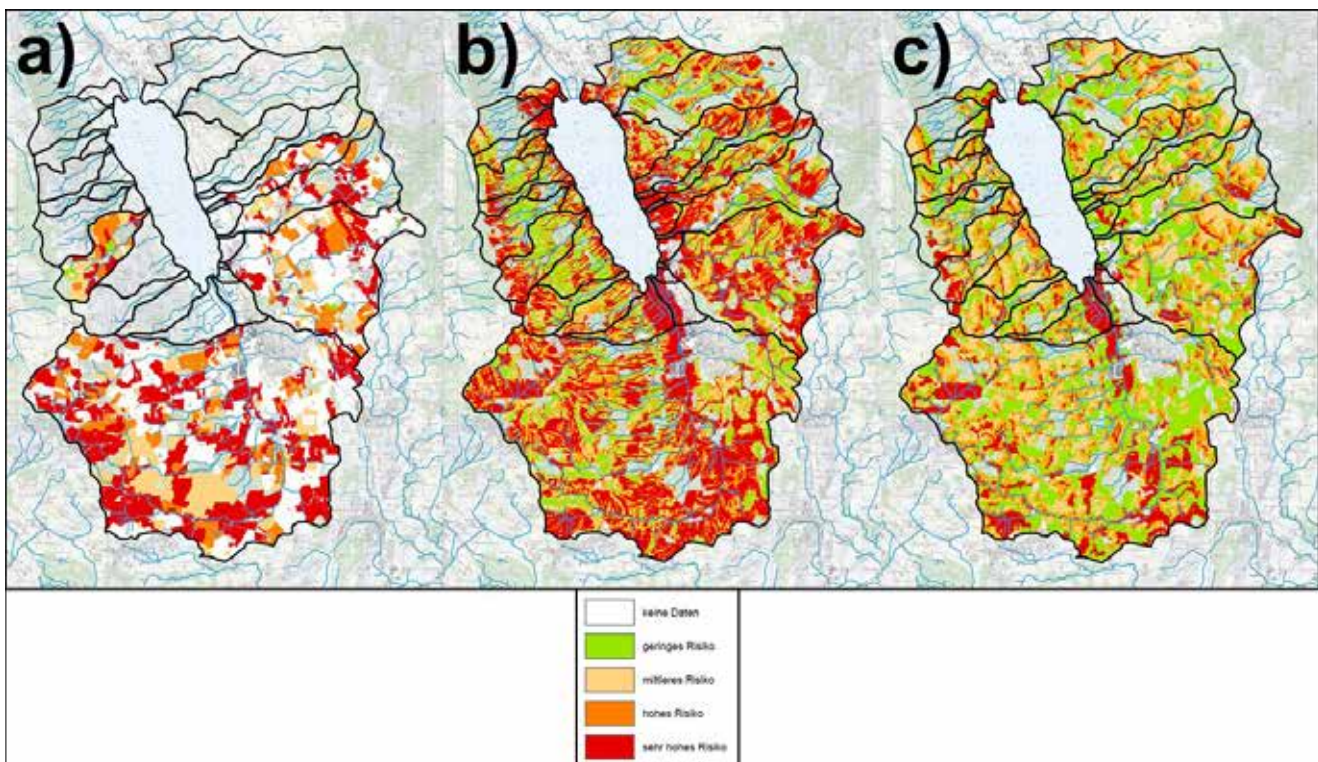 a)
b)
c)
keine Daten
geringes Risiko
mittleres Risiko
hohes Risiko
sehr hohes Risiko